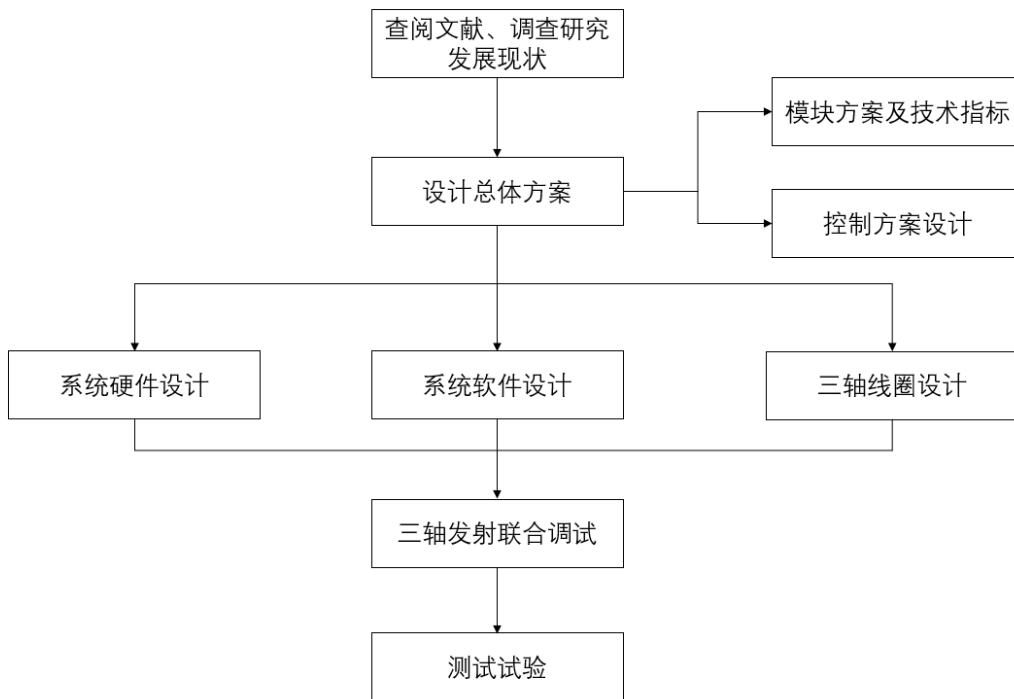 查阅文献、调查研究
发展现状
模块方案及技术指标
设计总体方案
控制方案设计
系统硬件设计
系统软件设计
三轴线圈设计
三轴发射联合调试
测试试验